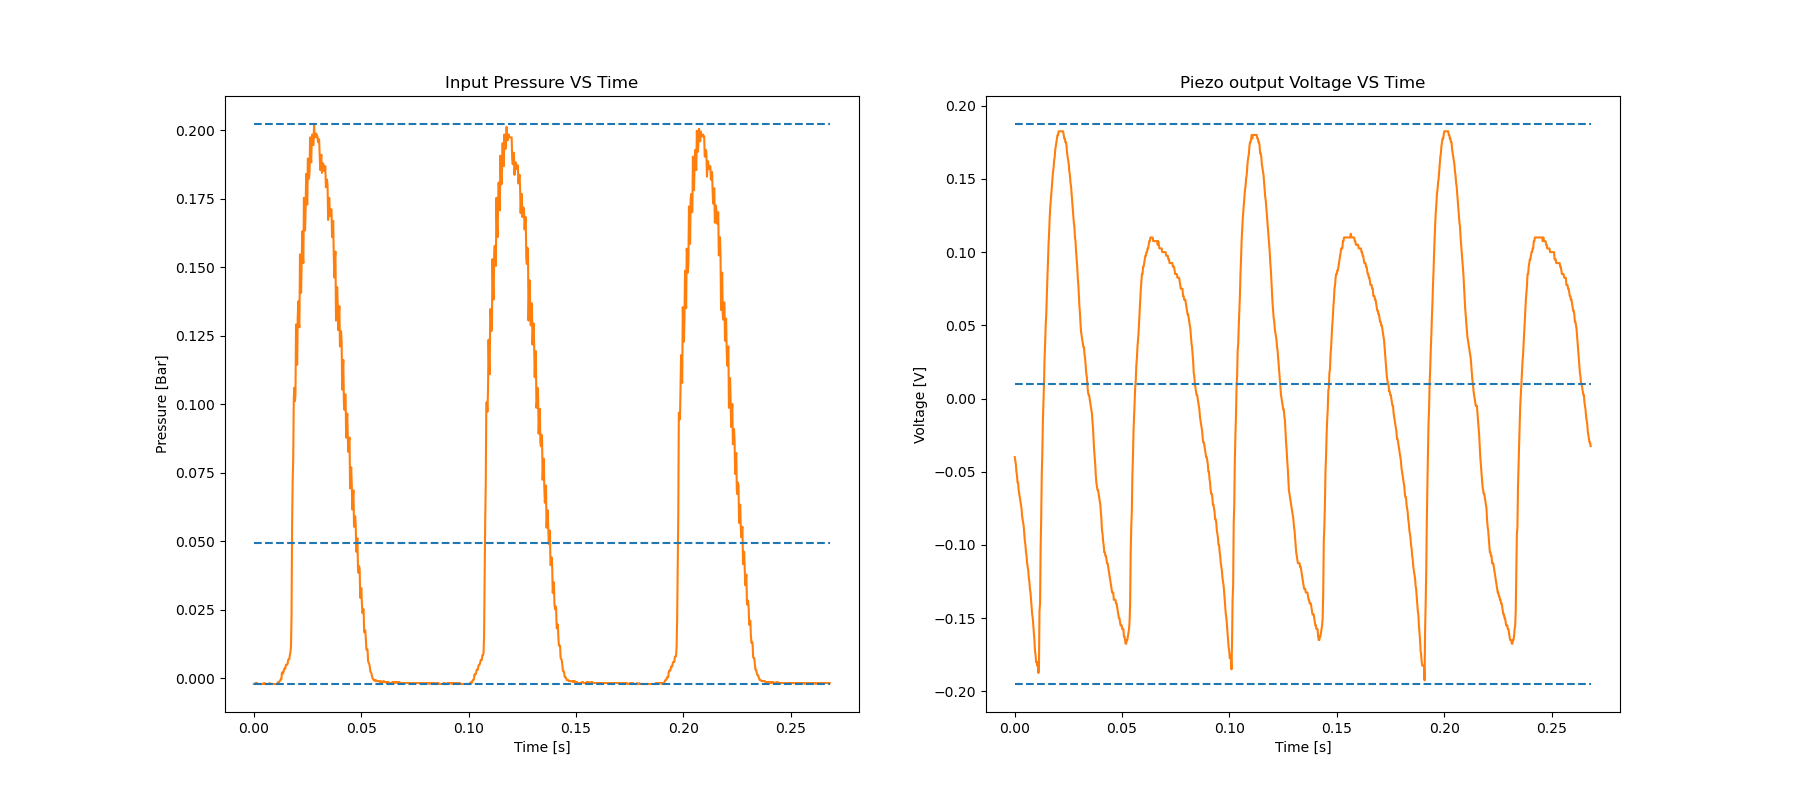 Input Pressure VS Time
Pressure [Bar]
0.200
0.175
0.150
0.125
0.100
0.075
0.050
0.025
0.000
0.00 0.05 0.10 0.15 0.20 0.25
Time [s]
Piezo output Voltage VS Time
Voltage [V]
0.20
0.15
0.10
0.05
0.00
−0.05
−0.10
−0.15
−0.20
0.00 0.05 0.10 0.15 0.20 0.25
Time [s]